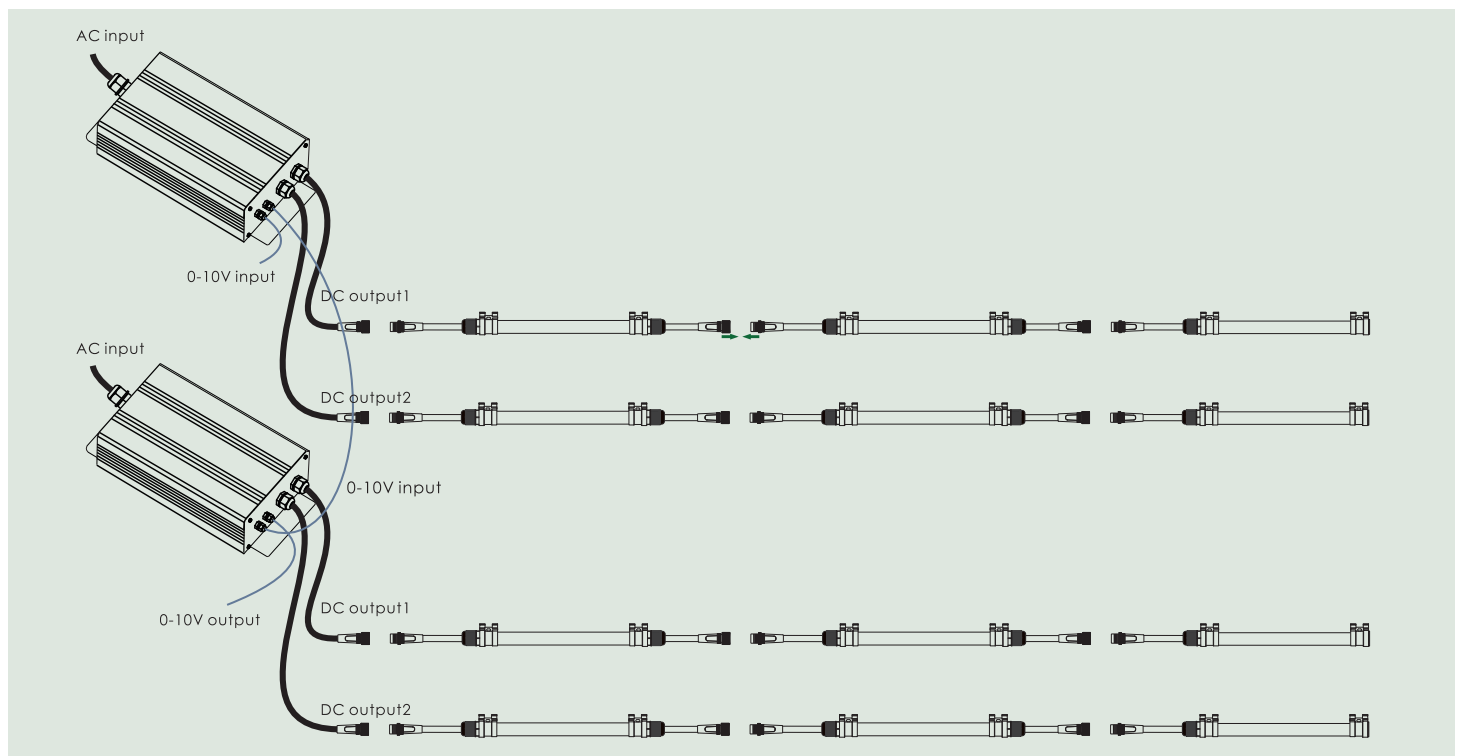 AC input
0-10V input
DC output1
AC input
DC output2
0-10V input
DC output1
0-10V output
DC output2